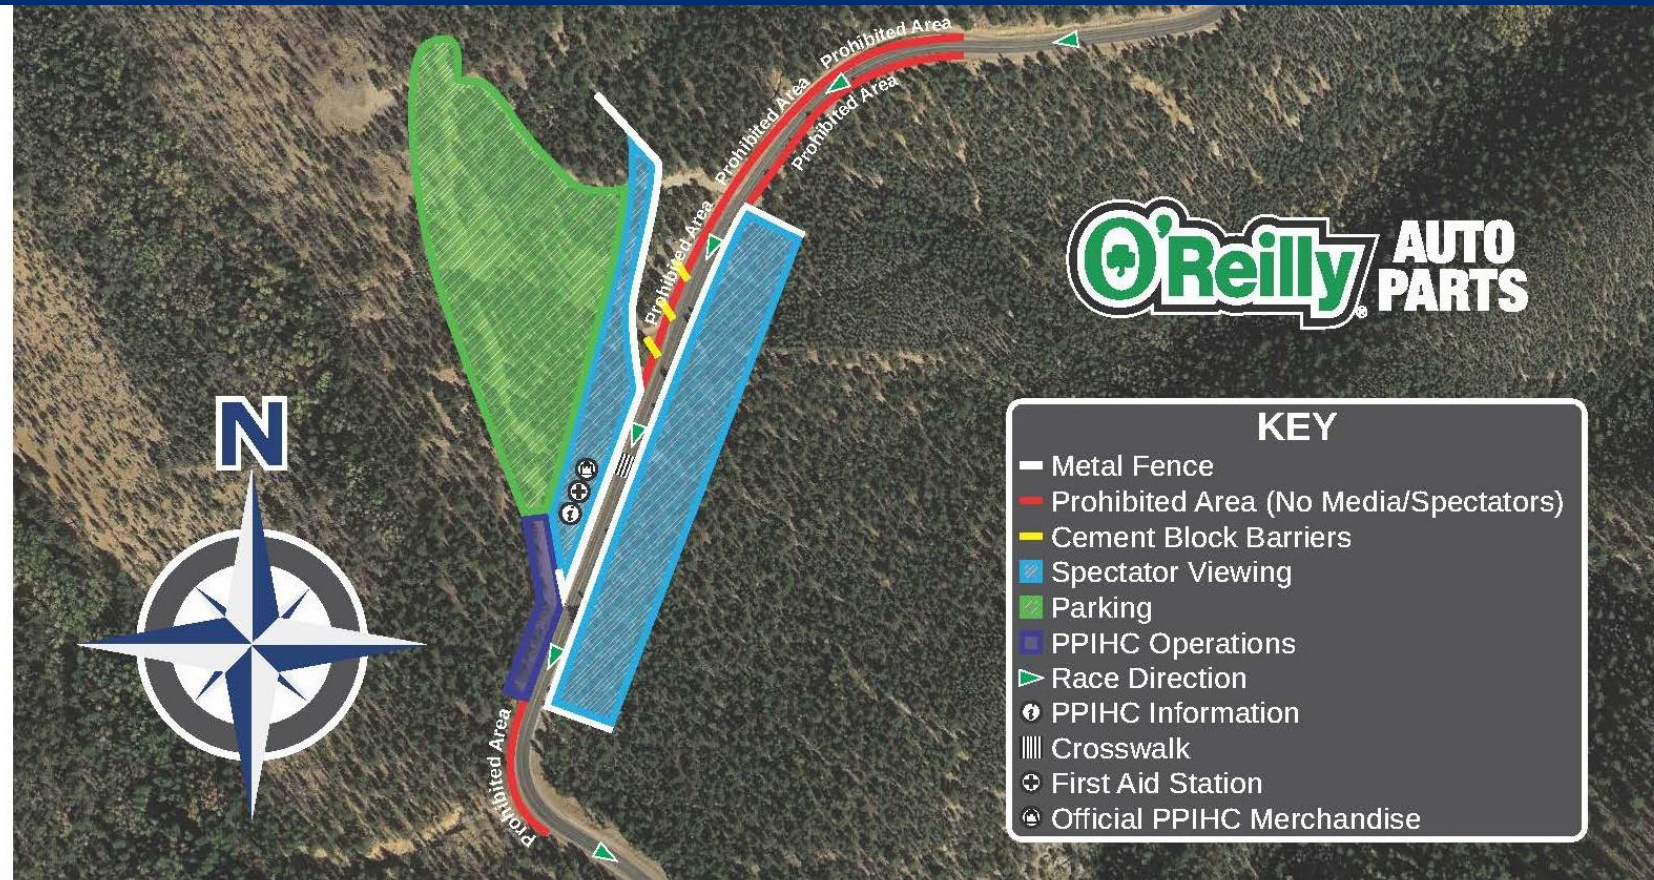 Prohibited Area
Prohibited Area
Prohibited Area
Prohibited Area
Prohibited Area
O'Reilly® AUTO
PARTS
N
KEY
Metal Fence
Prohibited Area (No Media/Spectators)
Cement Block Barriers
Spectator Viewing
Parking
PPIHC Operations
Race Direction
PPIHC Information
Crosswalk
First Aid Station
Official PPIHC Merchandise